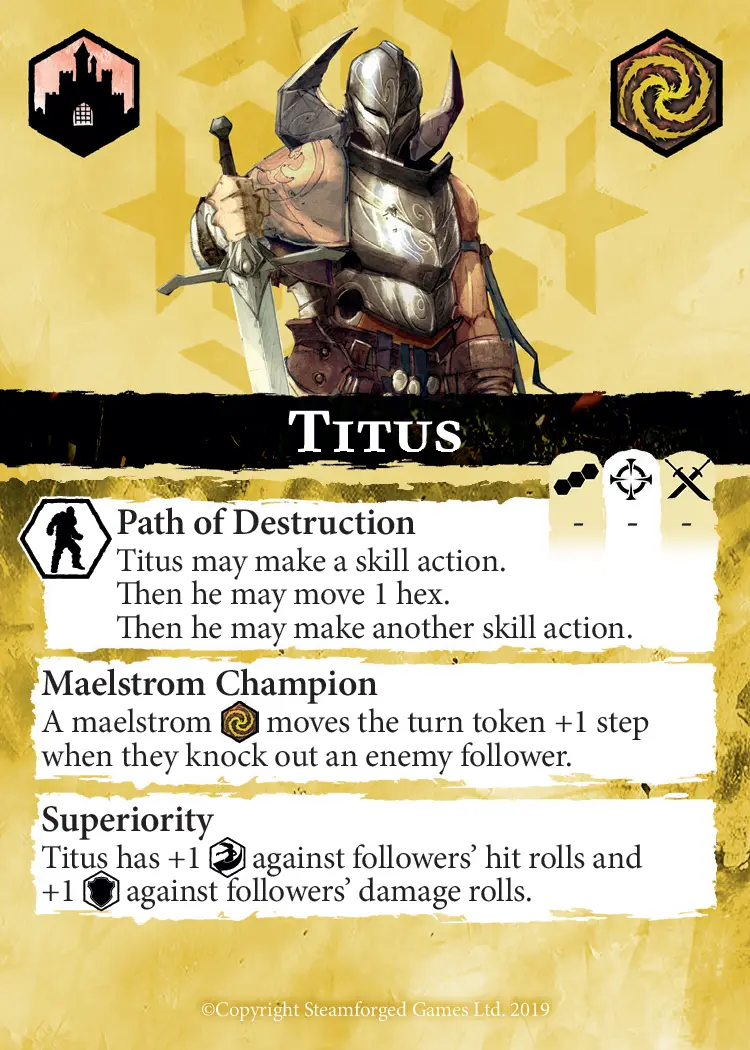 Titus
- - -
Path of Destruction
Titus may make a skill action.
Then he may move 1 hex.
Then he may make another skill action.
Maelstrom Champion
A maelstrom moves the turn token +1 step
when they knock out an enemy follower.
Superiority
Titus has +1 against followers’ hit rolls and
+1 against followers’ damage rolls.
©Copyright Steamforged Games Ltd. 2019